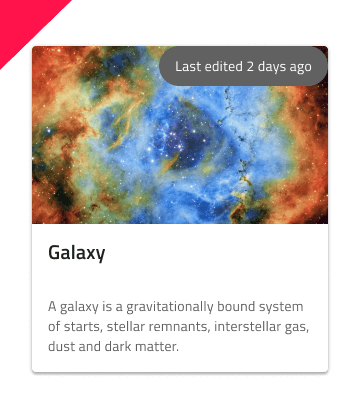 Last edited 2 days ago
Galaxy
A galaxy is a gravitationally bound system
of starts, stellar remnants, interstellar gas,
dust and dark matter.